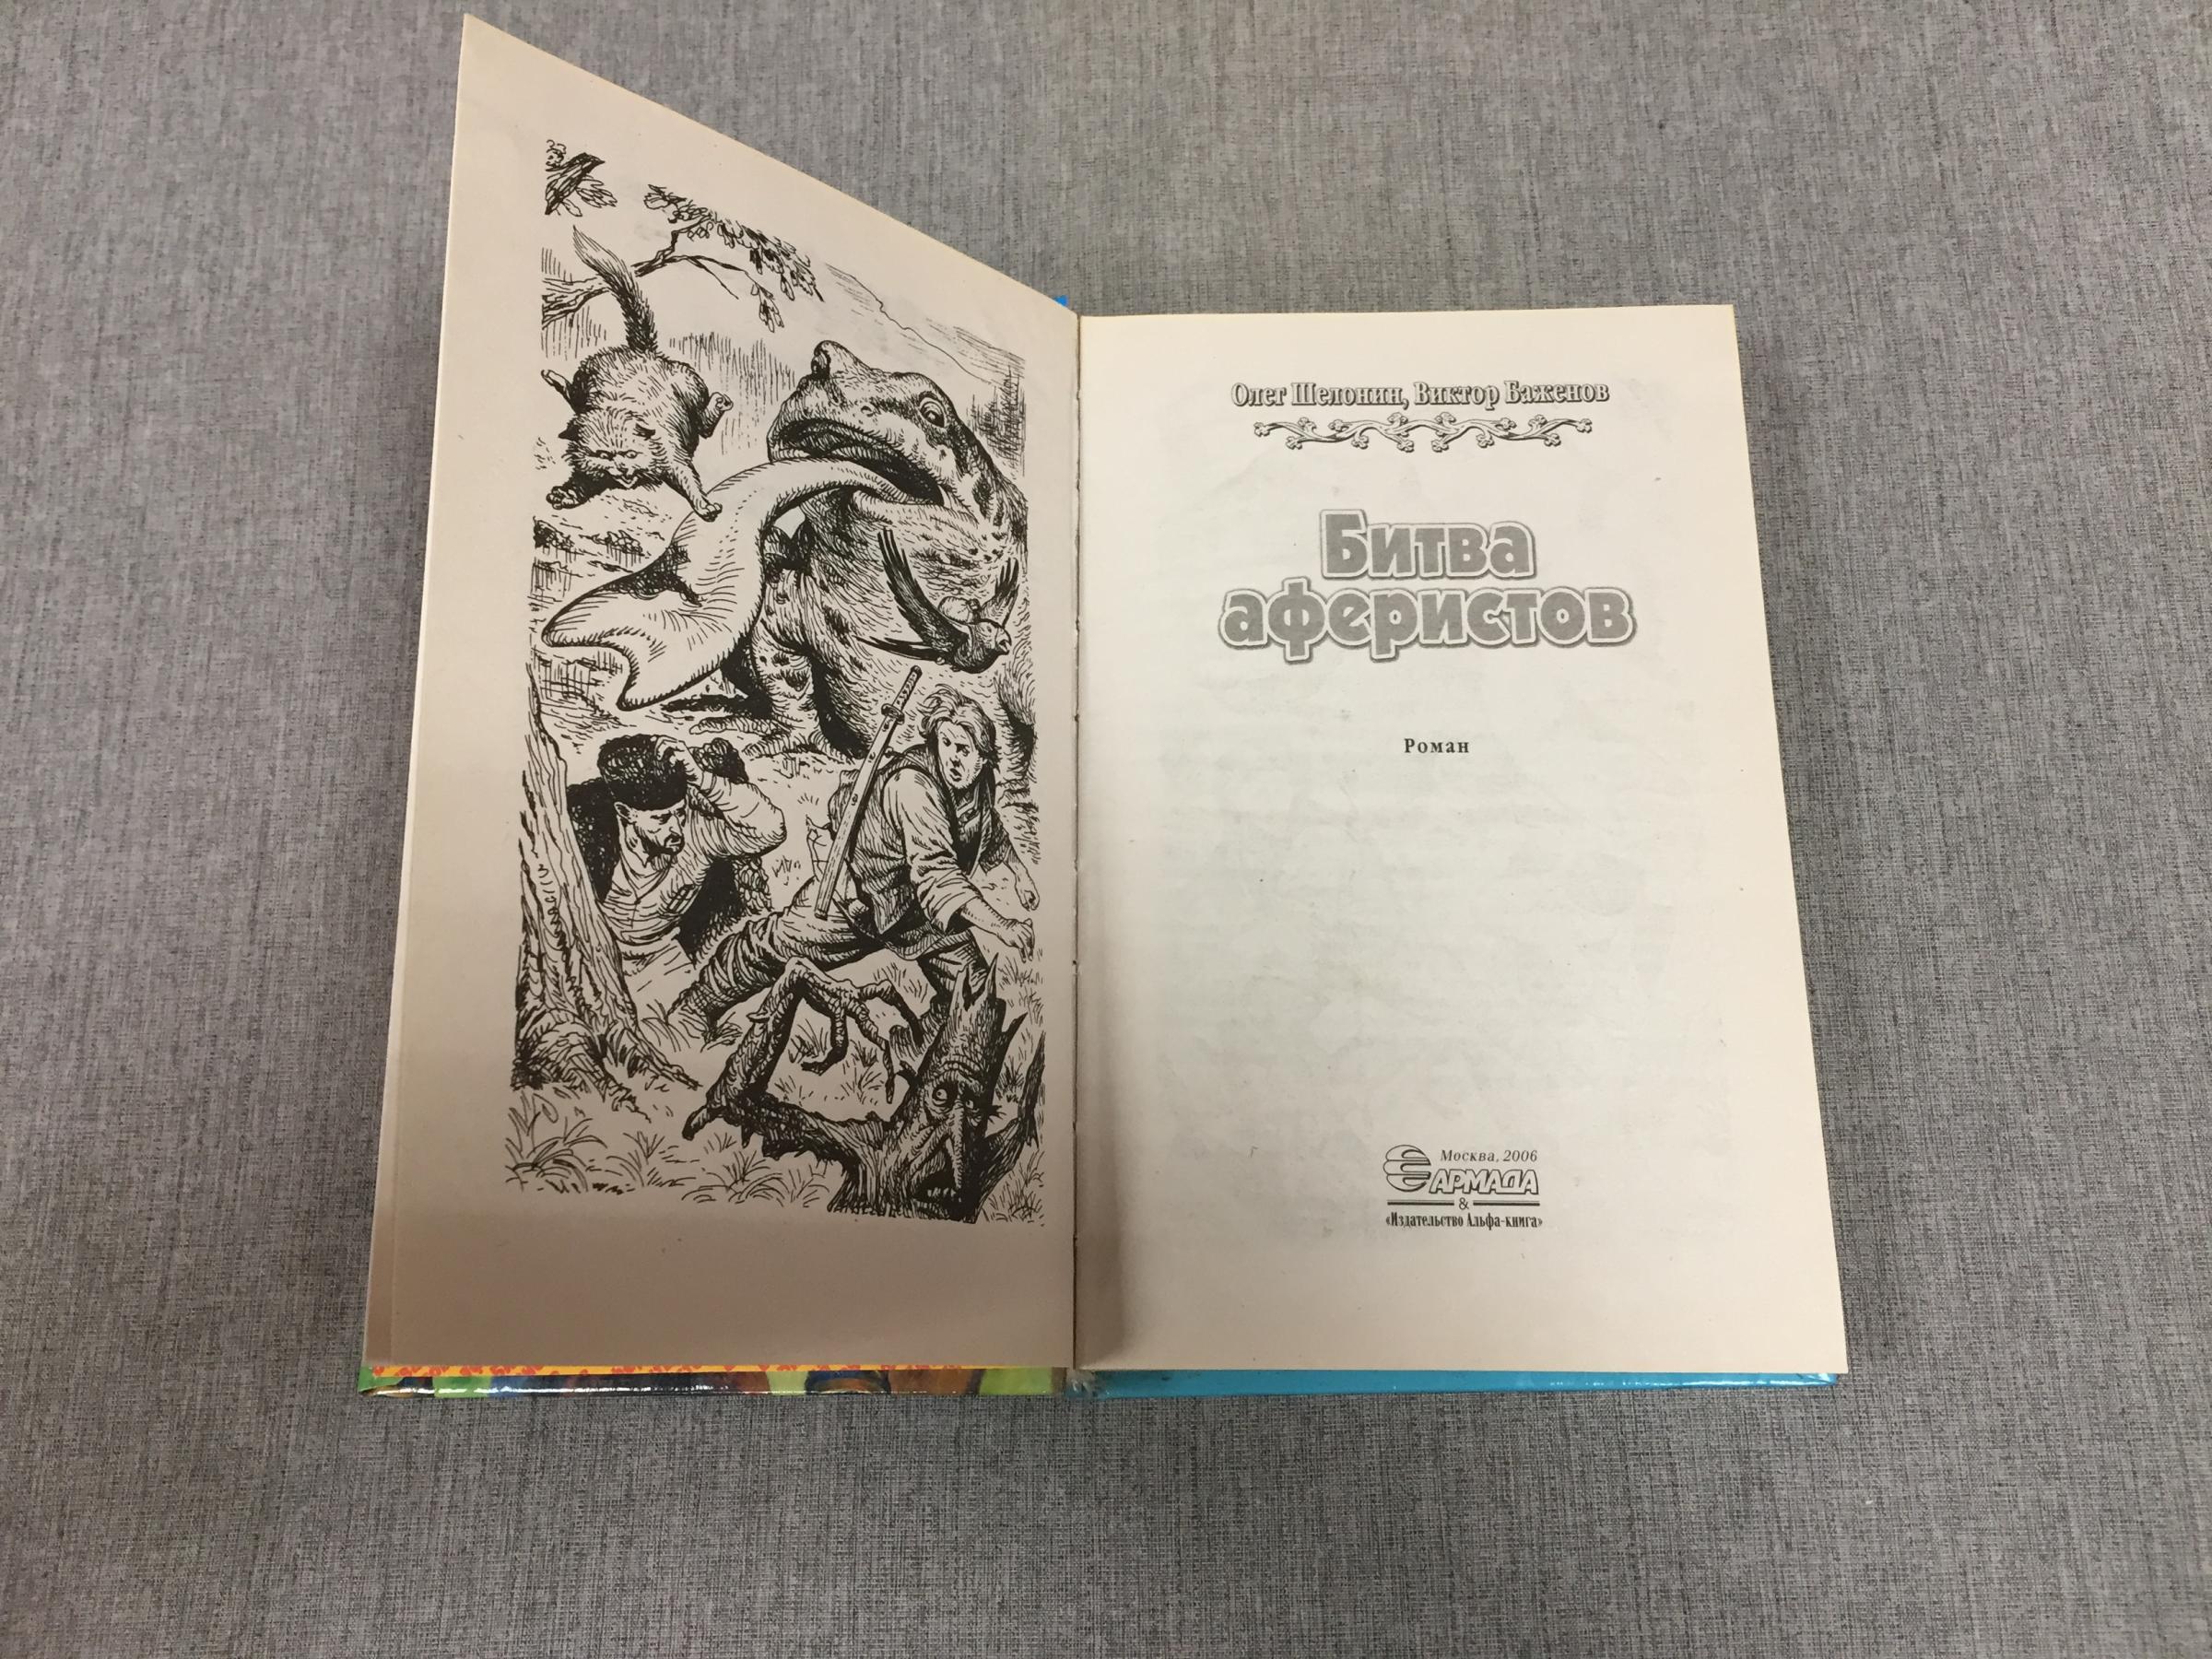 Олег Шелонин, Виктор Баженов
Битва
аферистов
Роман
Москва, 2006
АРМАДА
&
«Издательство Альфа-книга»